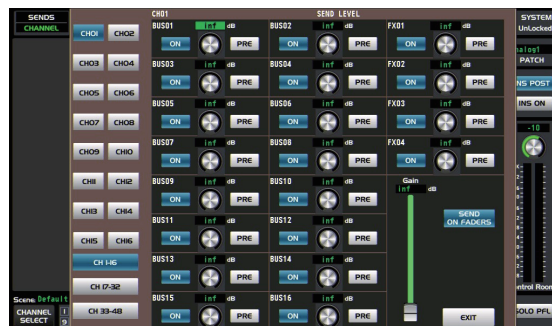 SENDS
CHANNEL
CH01 SEND LEVEL
SYSTEM
UnLocked
CH01 CH02
CH03 CH04
CH05 CH06
CH07 CH08
CH09 CH10
CH11 CH12
CH13 CH14
CH15 CH16
CH 1-16
CH 17-32
CH 33-48
BUS01 inf dB BUS02 inf dB FX01 inf dB
ON PRE ON PRE ON PRE
BUS03 inf dB BUS04 inf dB FX02 inf dB
ON PRE ON PRE ON PRE
BUS05 inf dB BUS06 inf dB FX03 inf dB
ON PRE ON PRE ON PRE
BUS07 inf dB BUS08 inf dB FX04 inf dB
ON PRE ON PRE ON PRE
BUS09 inf dB BUS10 inf dB Gain
ON PRE ON PRE inf dB
BUS11 inf dB BUS12 inf dB SEND
ON PRE ON PRE ON FADERS
BUS13 inf dB BUS14 inf dB
ON PRE ON PRE
BUS15 inf dB BUS16 inf dB
ON PRE ON PRE EXIT
nalog1
PATCH
NS POST
INS ON
-10
ntrol Room
SOLO PFL
Scene: Default
CHANNEL
SELECT
1
9